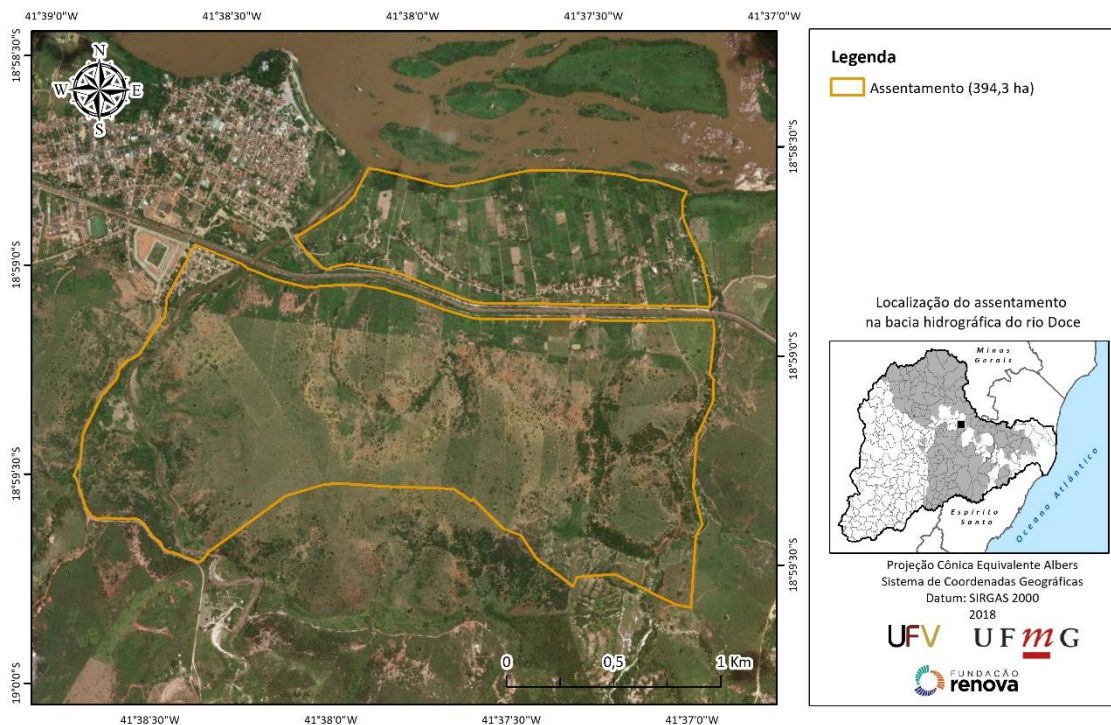 41°39'0"W
41°38'30"W
41°38'0"W
41°37'30"W
41°37'0"W
18°58'30"S
18°59'0"S
18°59'30"S
19°0'0"S
N
W
E
S
18°58'30"S
18°59'0"S
18°59'30"S
0
0,5
1 Km
41°38'30"W
41°38'0"W
41°37'30"W
41°37'0"W
Legenda
Assentamento (394,3 ha)
Localização do assentamento
na bacia hidrográfica do rio Doce
Minas
Gerais
Espírito
Santo
Oceano Atlântico
Projeção Cônica Equivalente Albers
Sistema de Coordenadas Geográficas
Datum: SIRGAS 2000
2018
UFV
UFmG
FUNDAÇÃO
renova